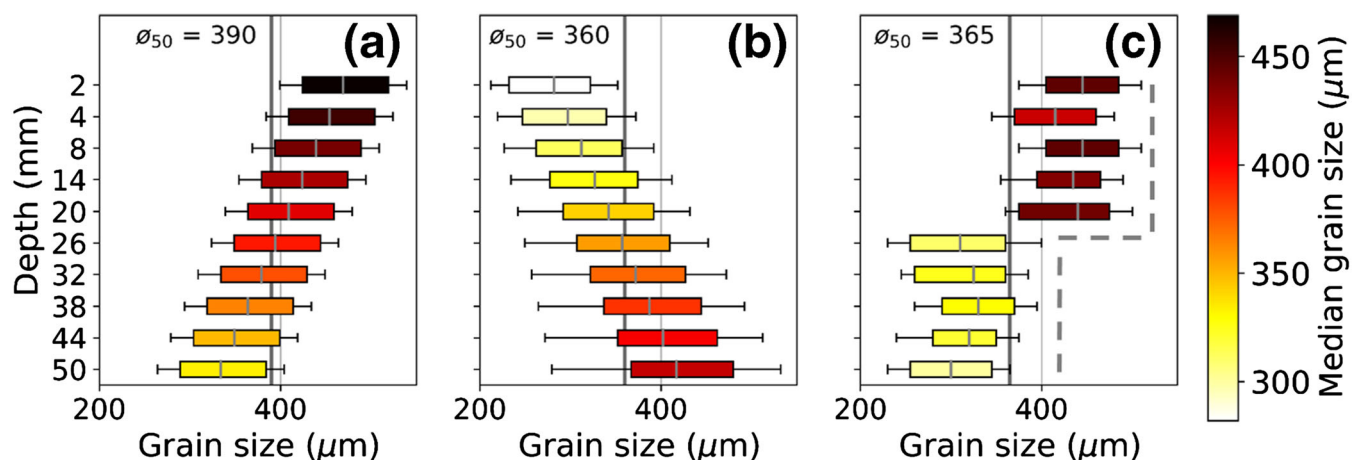 ø50 = 390
(a)
ø50 = 360
(b)
ø50 = 365
(c)
Depth (mm)
2
4
8
14
20
26
32
38
44
50
200
400
200
400
200
400
Grain size (μm)
Grain size (μm)
Grain size (μm)
450
400
350
300
Median grain size (μm)